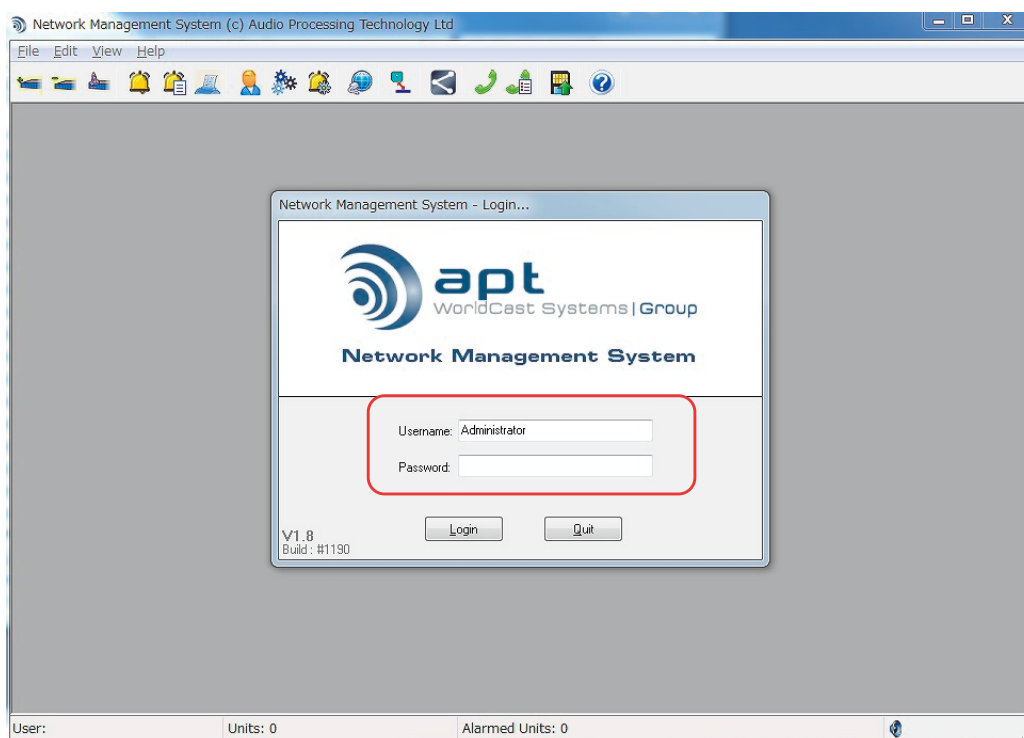 Network Management System (c) Audio Processing Technology Ltd
File Edit View Help
Network Management System - Login...
apt
WorldCast Systems|Group
Network Management System
Username: Administrator
Password:
Login Quit
V1.8
Build : #1190
User: Units: 0 Alarmed Units: 0